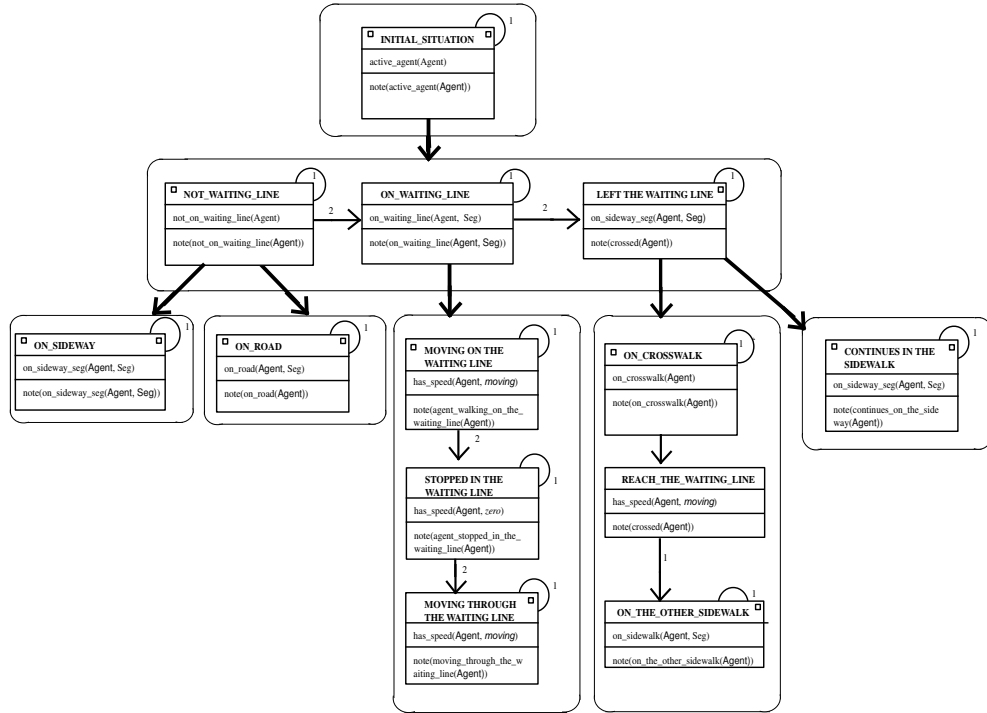 1
INITIAL_SITUATION
active_agent(Agent)
note(active_agent(Agent))
1
NOT_WAITING_LINE
not_on_waiting_line(Agent)
note(not_on_waiting_line(Agent))
2
1
ON_WAITING_LINE
on_waiting_line(Agent, Seg)
note(on_waiting_line(Agent, Seg))
2
1
LEFT THE WAITING LINE
on_sideway_seg(Agent, Seg)
note(crossed(Agent))
1
ON_SIDEWAY
on_sideway_seg(Agent, Seg)
note(on_sideway_seg(Agent, Seg))
1
ON_ROAD
on_road(Agent, Seg)
note(on_road(Agent))
1
MOVING ON THE
WAITING LINE
has_speed(Agent, moving)
note(agent_walking_on_the_
waiting_line(Agent))
2
1
STOPPED IN THE
WAITING LINE
has_speed(Agent, zero)
note(agent_stopped_in_the_
waiting_line(Agent))
2
1
MOVING THROUGH
THE WAITING LINE
has_speed(Agent, moving)
note(moving_through_the_w
aiting_line(Agent))
1
ON_CROSSWALK
on_crosswalk(Agent)
note(on_crosswalk(Agent))
REACH_THE_WAITING_LINE
has_speed(Agent, moving)
note(crossed(Agent))
1
1
ON_THE_OTHER_SIDEWALK
on_sidewalk(Agent, Seg)
note(on_the_other_sidewalk(Agent))
1
CONTINUES IN THE
SIDEWALK
on_sideway_seg(Agent, Seg)
note(continues_on_the_side
way(Agent))